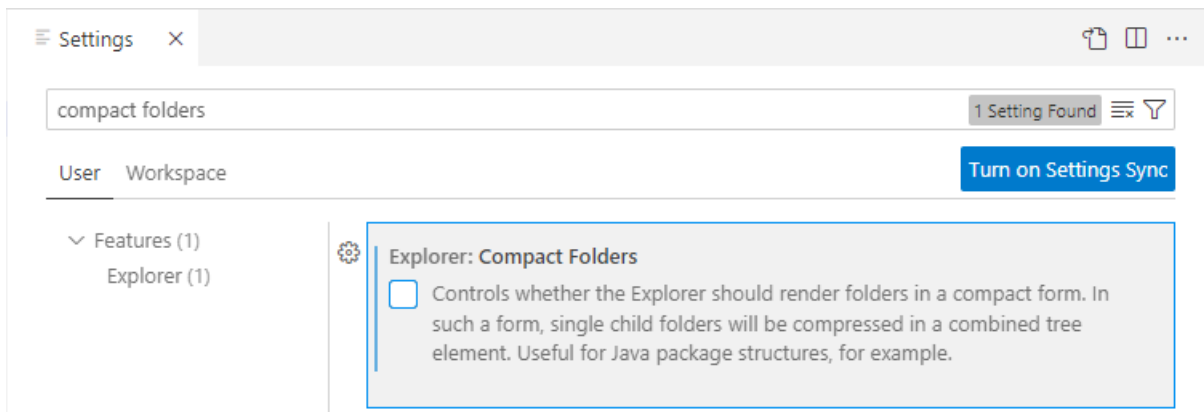 Settings
compact folders
1 Setting Found
User Workspace
Turn on Settings Sync
Features (1)
Explorer (1)
Explorer: Compact Folders
Controls whether the Explorer should render folders in a compact form. In
such a form, single child folders will be compressed in a combined tree
element. Useful for Java package structures, for example.